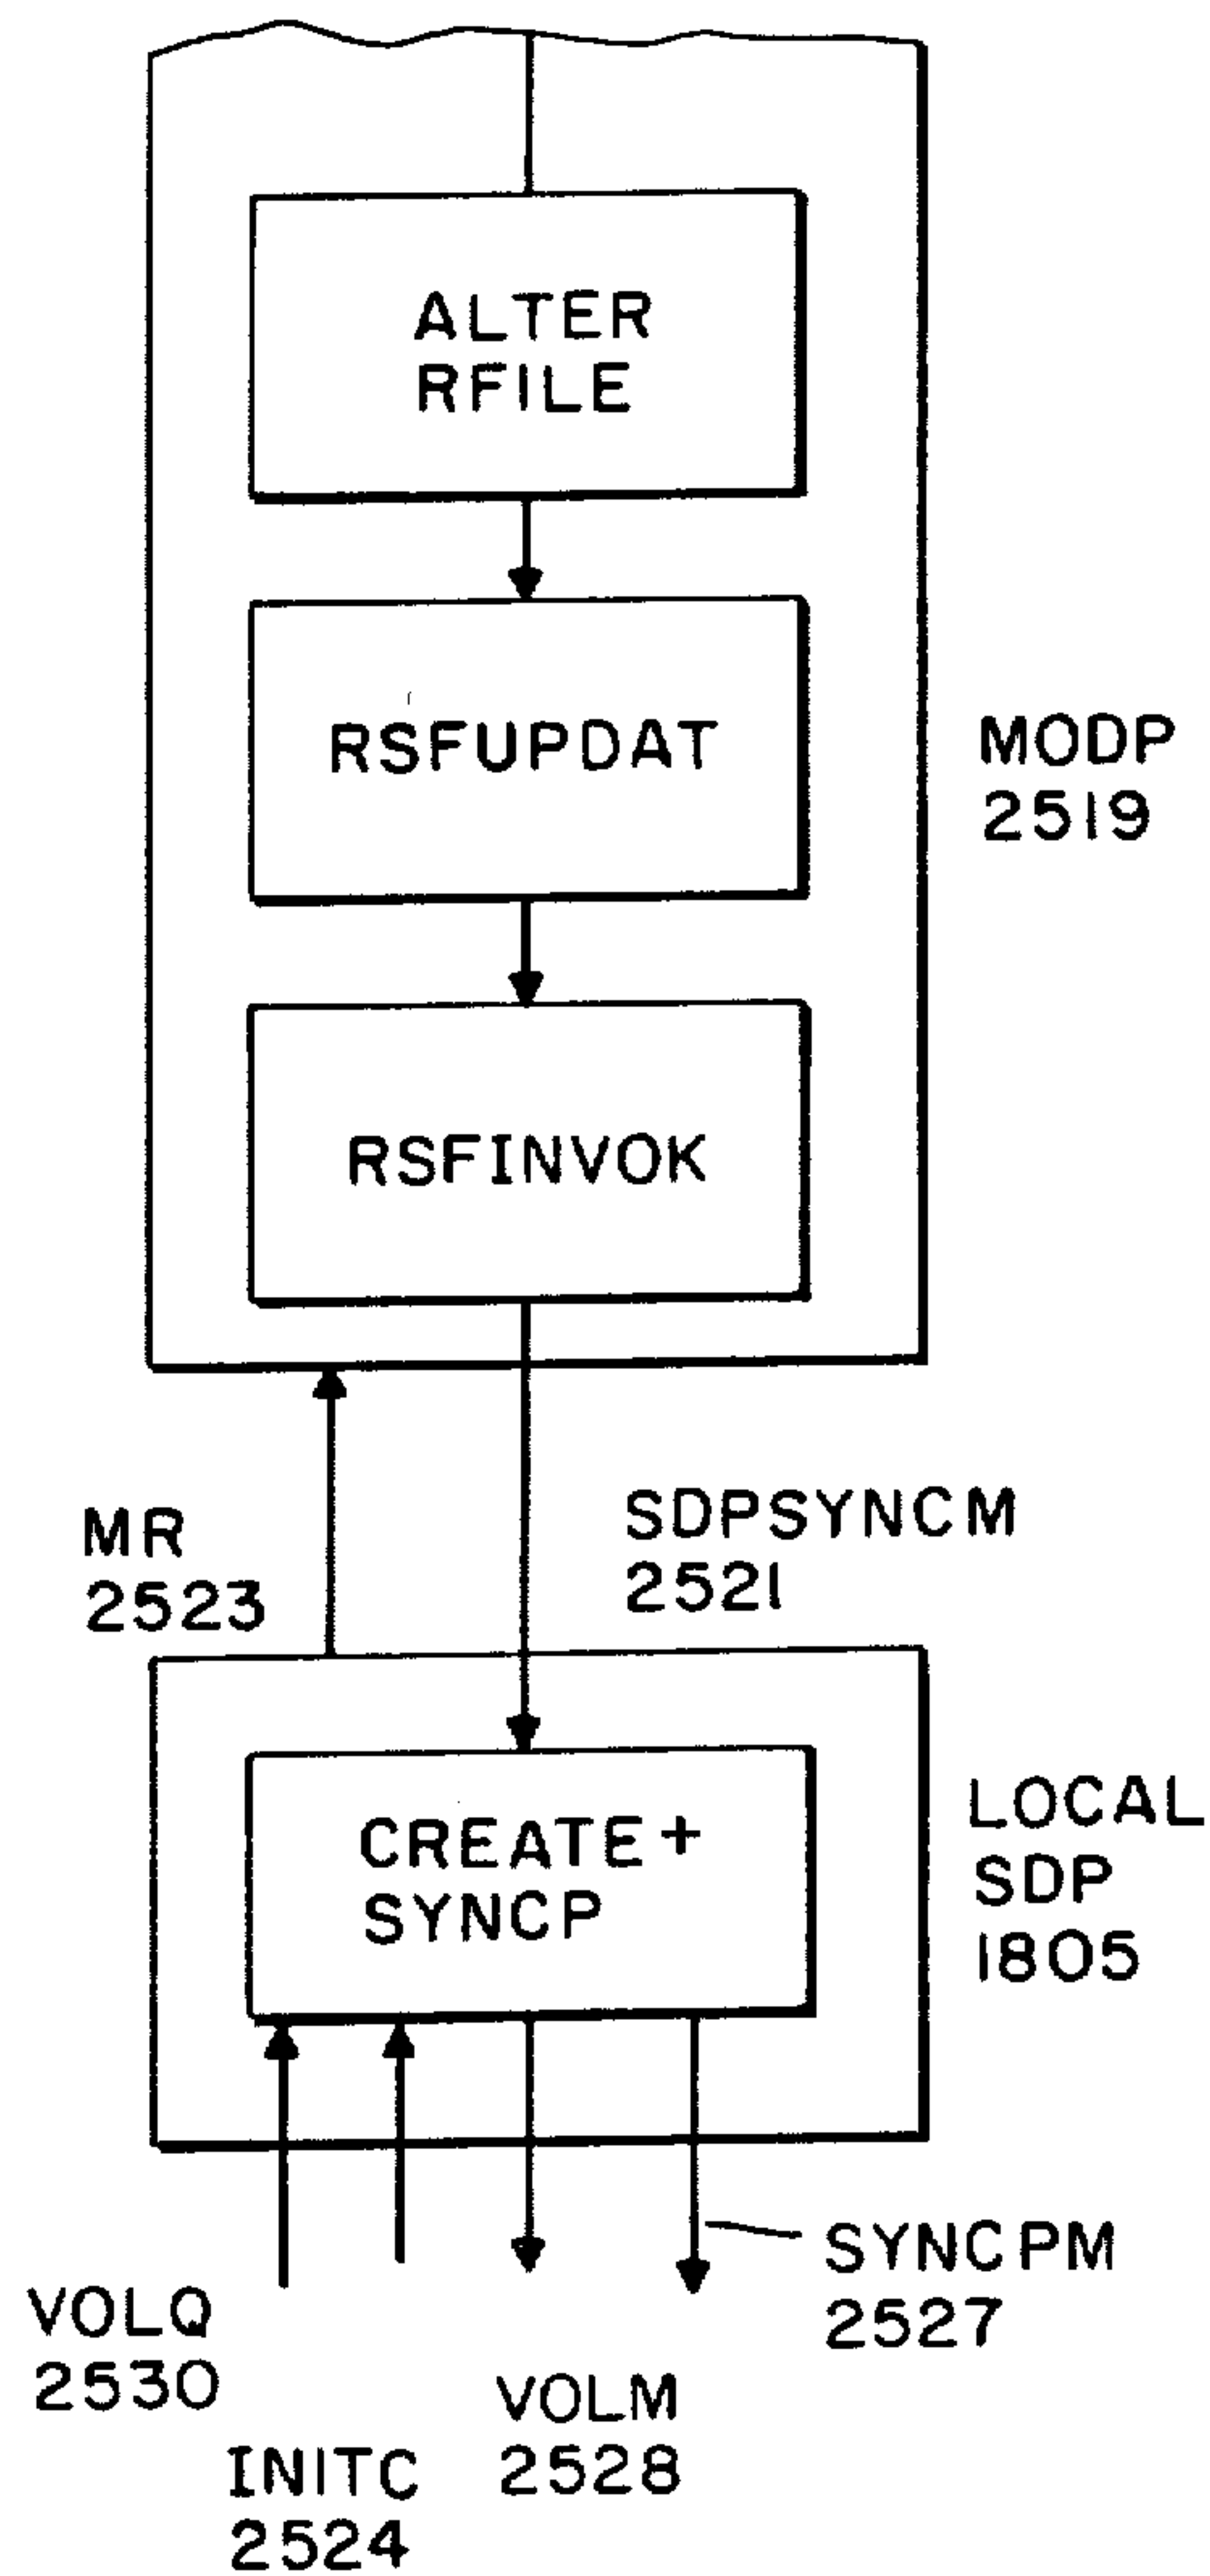 ALTER
RFILE
RSFUPDAT
MODP
2519
RSFINVOK
MR
2523
SDPSYNCM
2521
CREATE+
SYNCP
LOCAL
SDP
1805
VOLQ
2530
INITC
2524
VOLM
2528
SYNCPM
2527